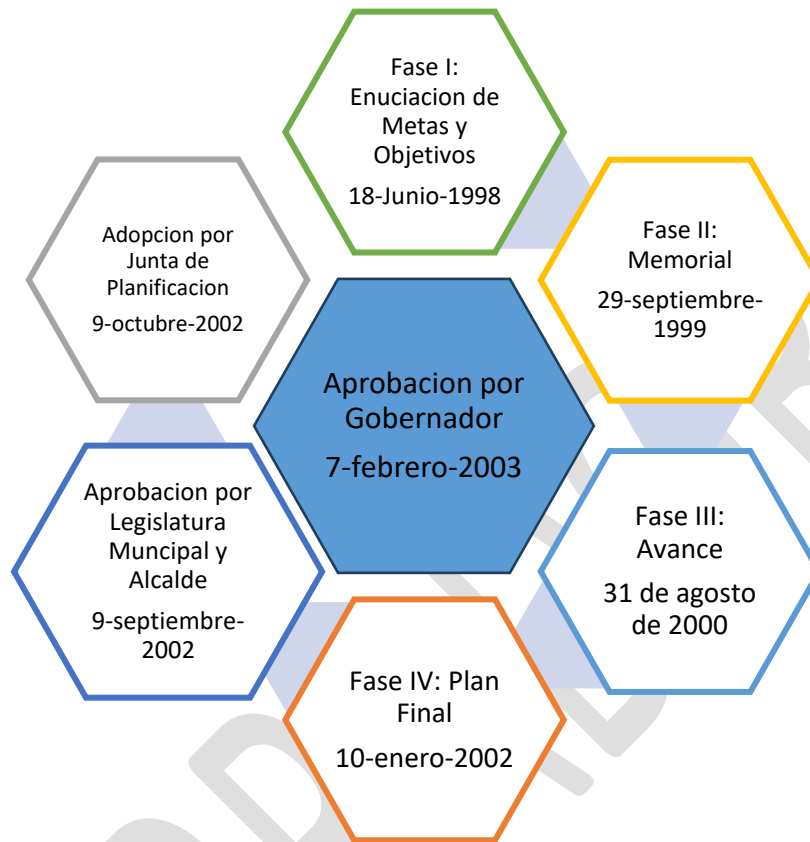 Fase I:
Enuciacion de
Metas y
Objetivos
18-Junio-1998
Fase II:
Memorial
29-septiembre-
1999
Fase III:
Avance
31 de agosto
de 2000
Fase IV: Plan
Final
10-enero-2002
Aprobacion por
Legislatura
Muncipal y
Alcalde
9-septiembre-
2002
Adopcion por
Junta de
Planificacion
9-octubre-2002
Aprobacion por
Gobernador
7-febrero-2003